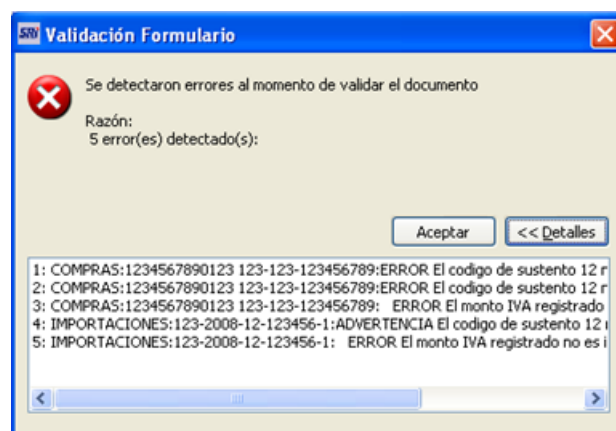 SRI Validación Formulario
Se detectaron errores al momento de validar el documento
Razón:
5 error(es) detectado(s):
Aceptar
<< Detalles
1: COMPRAS:1234567890123 123-123-123456789:ERROR El codigo de sustento 12
2: COMPRAS:1234567890123 123-123-123456789:ERROR El codigo de sustento 12
3: COMPRAS:1234567890123 123-123-123456789: ERROR El monto IVA registrado
4: IMPORTACIONES:123-2008-12-123456-1:ADVERTENCIA El codigo de sustento 12
5: IMPORTACIONES:123-2008-12-123456-1: ERROR El monto IVA registrado no es i